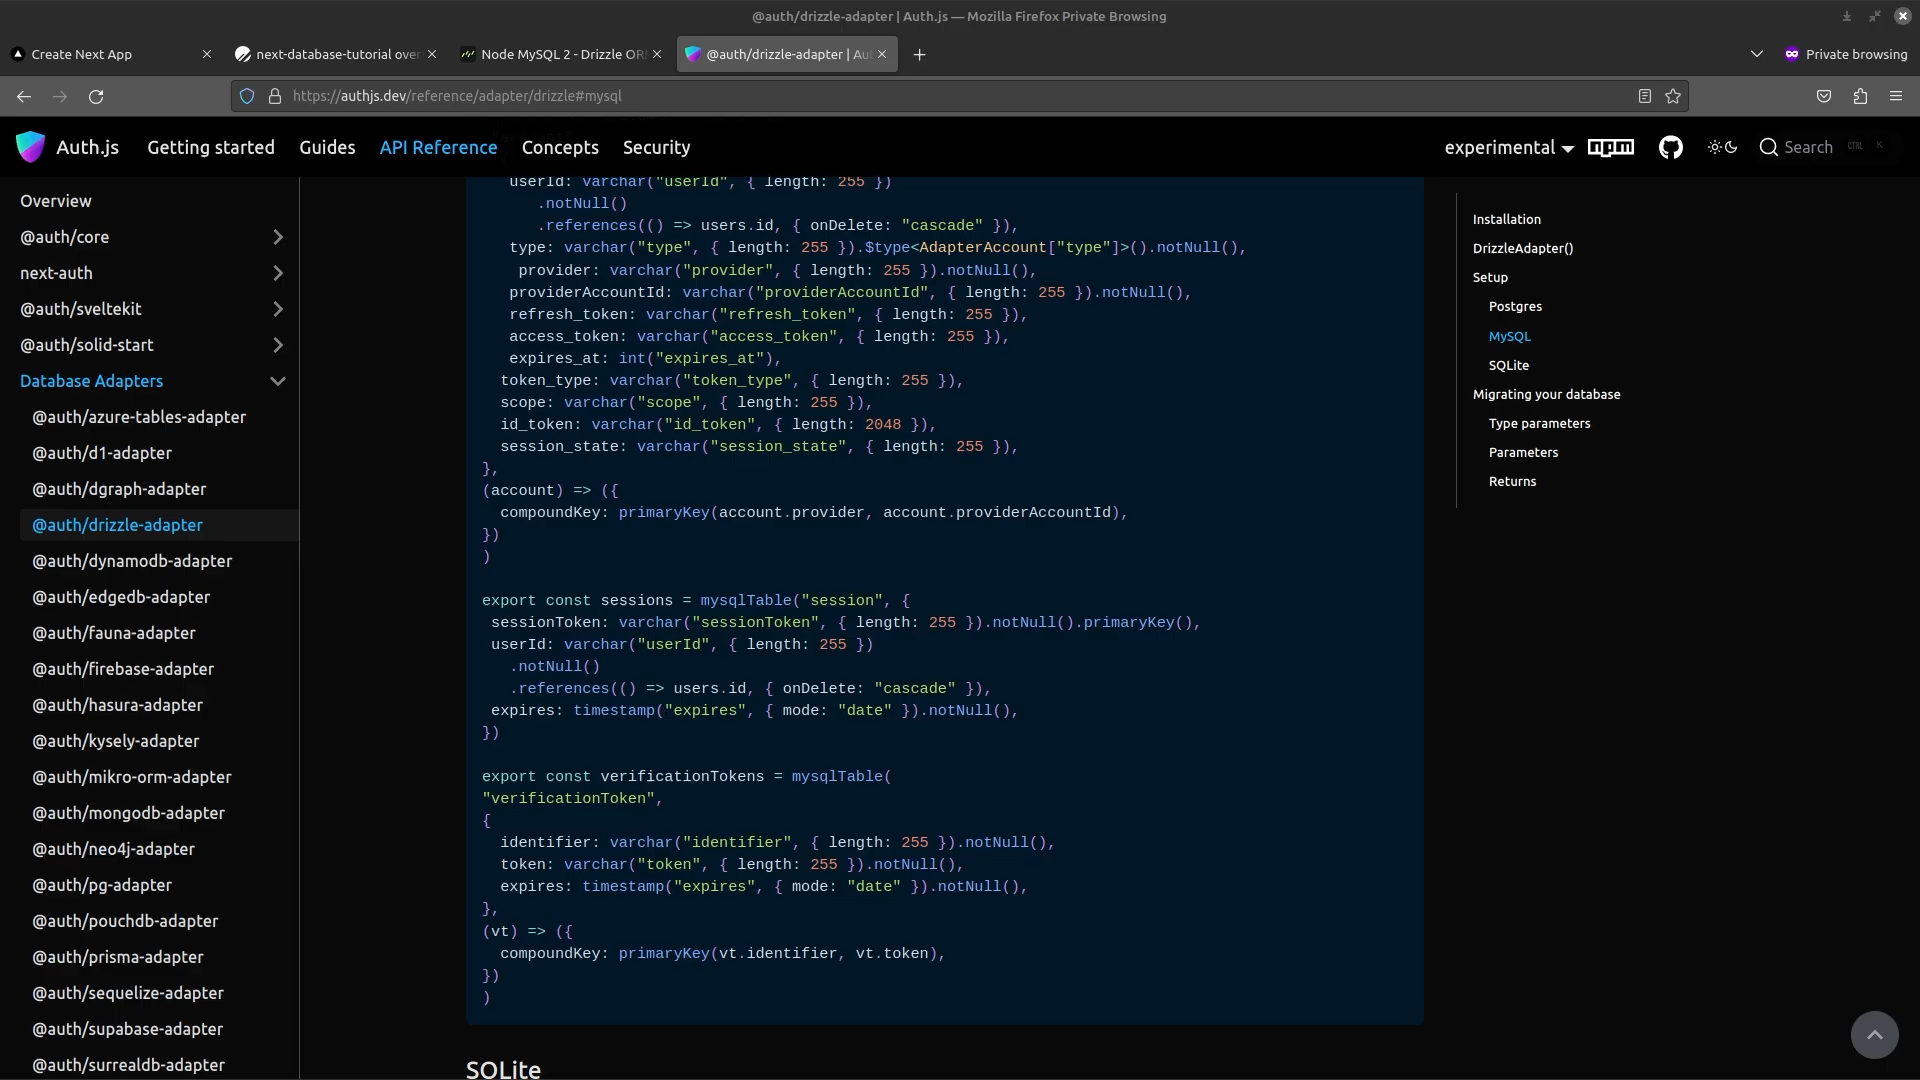 @auth/drizzle-adapter | Auth.js — Mozilla Firefox Private Browsing
Create Next App
next-database-tutorial over
Node MySQL 2 - Drizzle OR
@auth/drizzle-adapter | Au
Private browsing
https://authjs.dev/reference/adapter/drizzle#mysql
Auth.js
Getting started
Guides
API Reference
Concepts
Security
experimental
npm
Search
CTRL K
Overview
@auth/core
next-auth
@auth/sveltekit
@auth/solid-start
Database Adapters
@auth/azure-tables-adapter
@auth/d1-adapter
@auth/dgraph-adapter
@auth/drizzle-adapter
@auth/dynamodb-adapter
@auth/edgedb-adapter
@auth/fauna-adapter
@auth/firebase-adapter
@auth/hasura-adapter
@auth/kysely-adapter
@auth/mikro-orm-adapter
@auth/mongodb-adapter
@auth/neo4j-adapter
@auth/pg-adapter
@auth/pouchdb-adapter
@auth/prisma-adapter
@auth/sequelize-adapter
@auth/supabase-adapter
@auth/surrealdb-adapter
userId: varchar("userId", { length: 255 })
.notNull()
.references(() => users.id, { onDelete: "cascade" }),
type: varchar("type", { length: 255 }).$type<AdapterAccount["type"]>().notNull(),
provider: varchar("provider", { length: 255 }).notNull(),
providerAccountId: varchar("providerAccountId", { length: 255 }).notNull(),
refresh_token: varchar("refresh_token", { length: 255 }),
access_token: varchar("access_token", { length: 255 }),
expires_at: int("expires_at"),
token_type: varchar("token_type", { length: 255 }),
scope: varchar("scope", { length: 255 }),
id_token: varchar("id_token", { length: 2048 }),
session_state: varchar("session_state", { length: 255 }),
},
(account) => ({
compoundKey: primaryKey(account.provider, account.providerAccountId),
})
)
export const sessions = mysqlTable("session", {
sessionToken: varchar("sessionToken", { length: 255 }).notNull().primaryKey(),
userId: varchar("userId", { length: 255 })
.notNull()
.references(() => users.id, { onDelete: "cascade" }),
expires: timestamp("expires", { mode: "date" }).notNull(),
})
export const verificationTokens = mysqlTable(
"verificationToken",
{
identifier: varchar("identifier", { length: 255 }).notNull(),
token: varchar("token", { length: 255 }).notNull(),
expires: timestamp("expires", { mode: "date" }).notNull(),
},
(vt) => ({
compoundKey: primaryKey(vt.identifier, vt.token),
})
)
SQLite
Installation
DrizzleAdapter()
Setup
Postgres
MySQL
SQLite
Migrating your database
Type parameters
Parameters
Returns